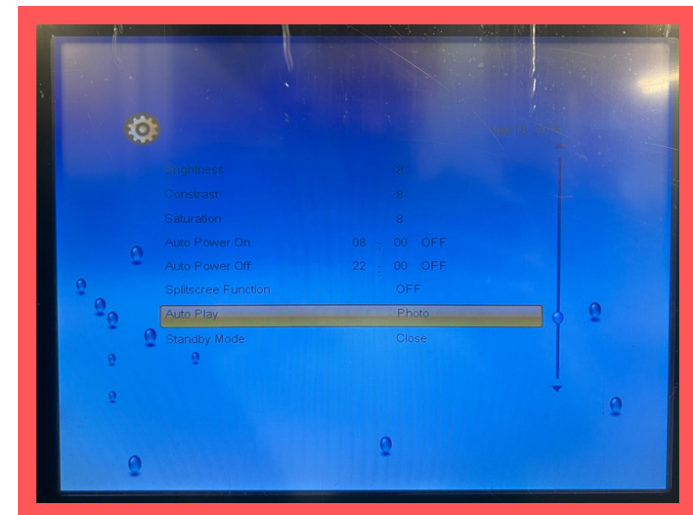 Brightness 8
Constrast 8
Saturation 8
Auto Power On 08 : 00 OFF
Auto Power Off 22 : 00 OFF
Splitscree Function OFF
Auto Play Photo
Standby Mode Close